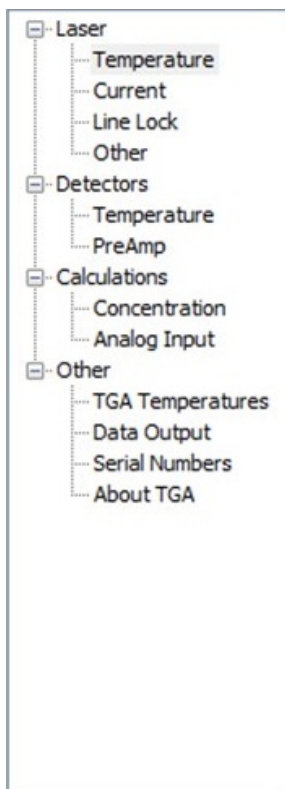 Laser
Temperature
Current
Line Lock
Other
Detectors
Temperature
PreAmp
Calculations
Concentration
Analog Input
Other
TGA Temperatures
Data Output
Serial Numbers
About TGA